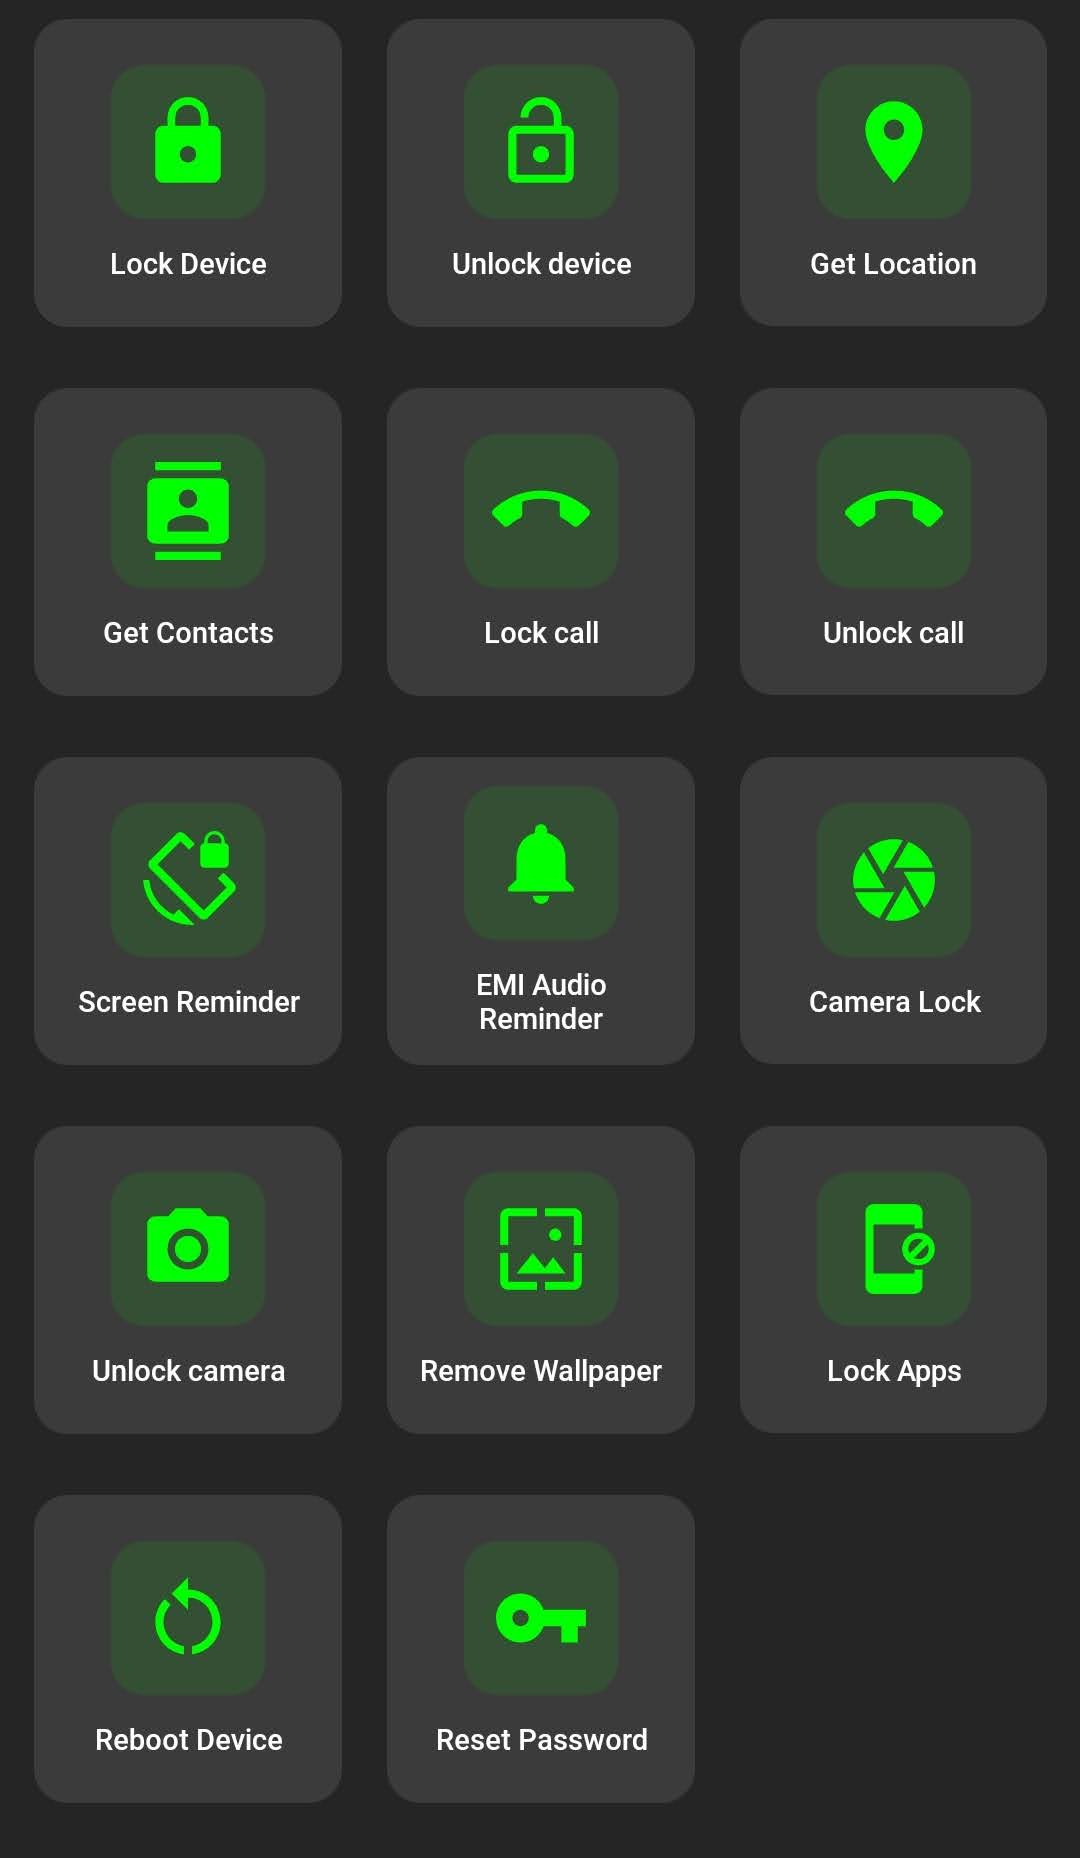 Lock Device
Unlock device
Get Location
Get Contacts
Lock call
Unlock call
Screen Reminder
EMI Audio
Reminder
Camera Lock
Unlock camera
Remove Wallpaper
Lock Apps
Reboot Device
Reset Password